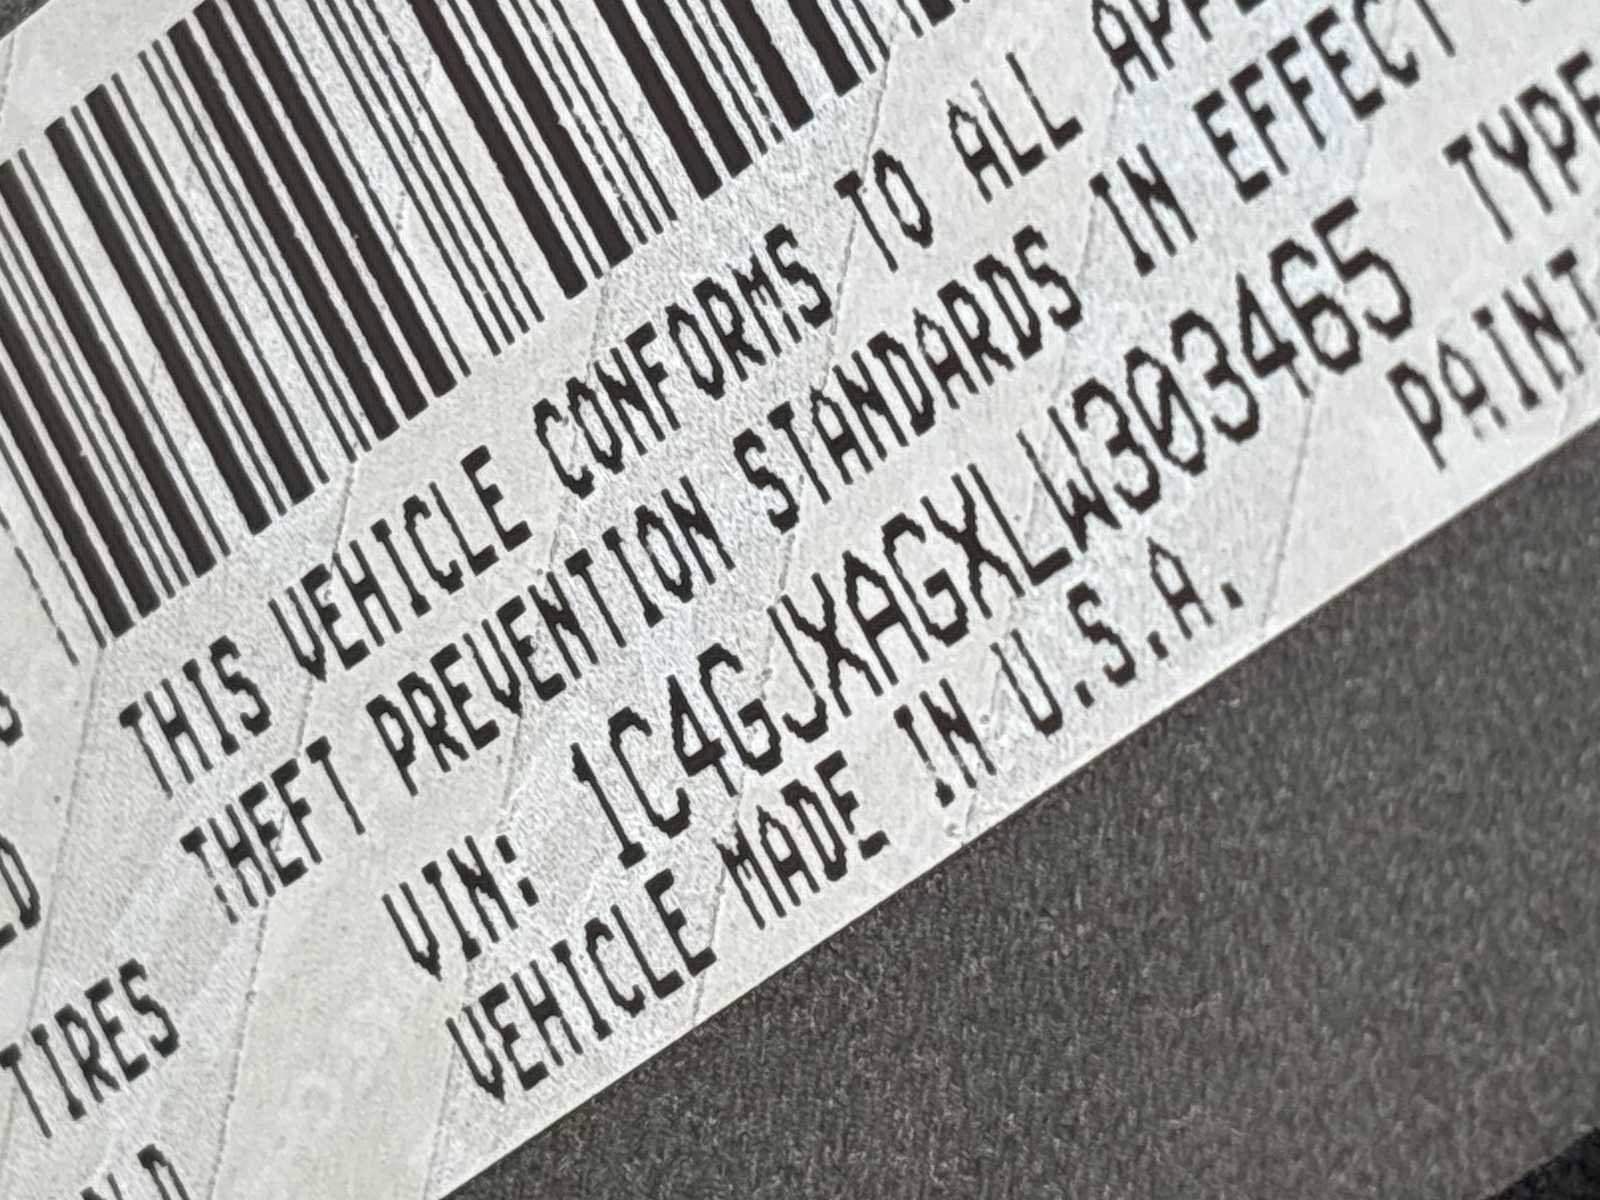 THIS VEHICLE CONFORMS TO ALL
THEFT PREVENTION STANDARDS IN EFFECT
VIN: 1C4GJXAGXLW303465 TYPE
VEHICLE MADE IN U.S.A. PAINT
TIRES